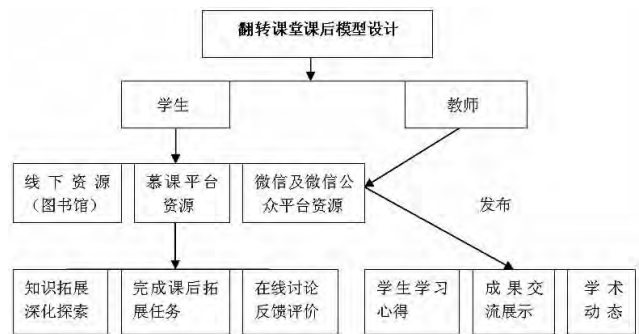 翻转课堂课后模型设计
学生
教师
线下资源
（图书馆）
慕课平台
资源
微信及微信公
众平台资源
发布
知识拓展
深化探索
完成课后拓
展任务
在线讨论
反馈评价
学生学习
心得
成果交
流展示
学术
动态